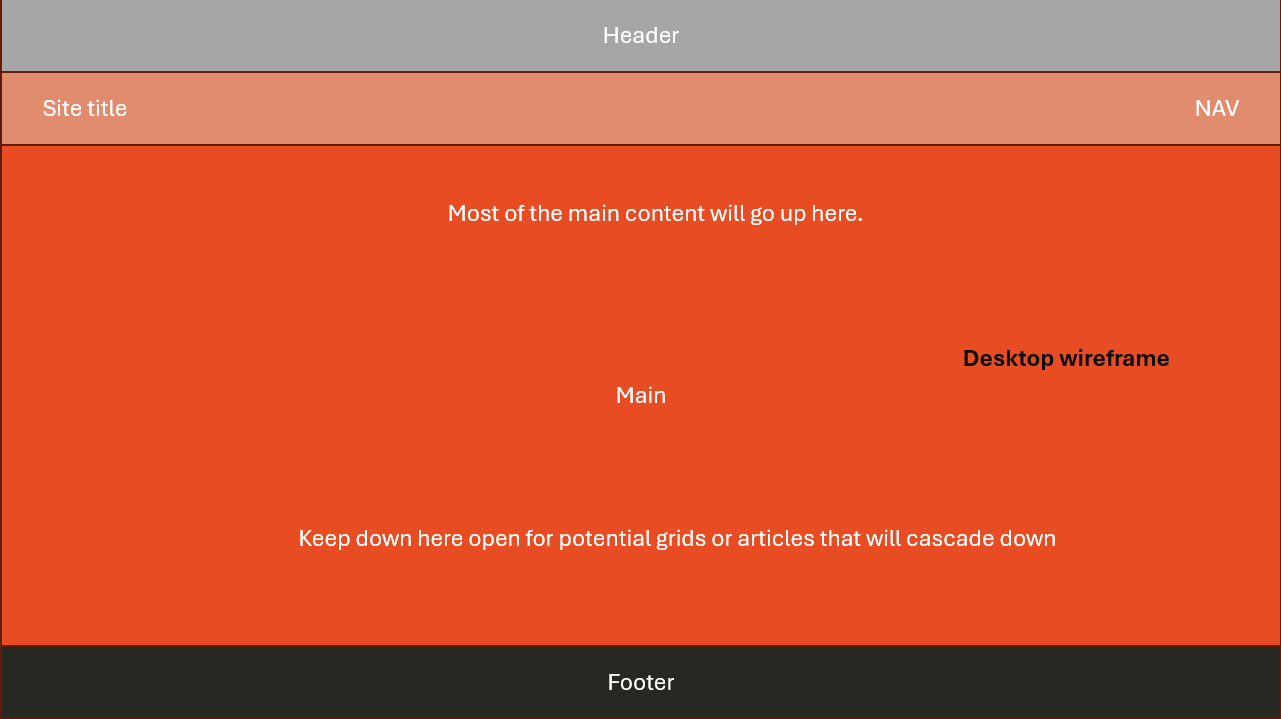 Header
Site title
NAV
Most of the main content will go up here.
Desktop wireframe
Main
Keep down here open for potential grids or articles that will cascade down
Footer